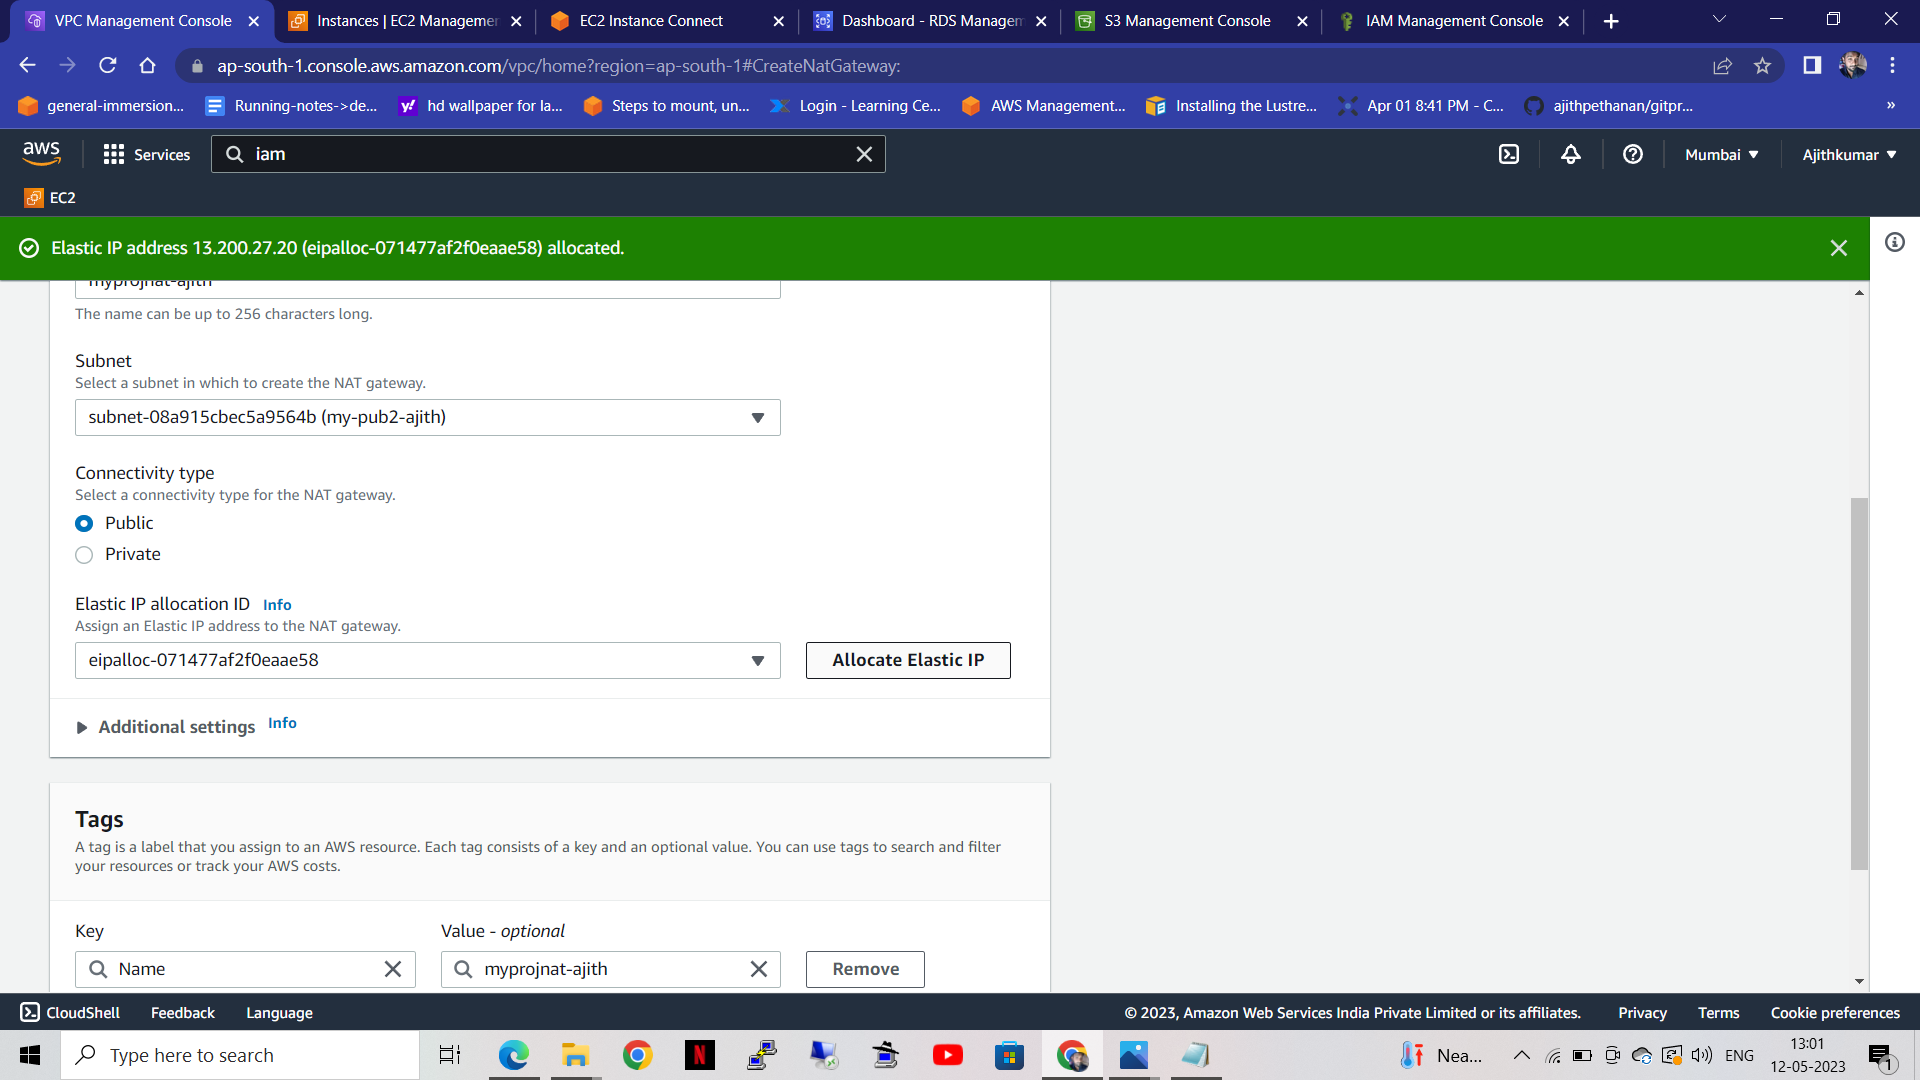 VPC Management Console
Instances | EC2 Managemen
EC2 Instance Connect
Dashboard - RDS Managem
S3 Management Console
IAM Management Console
ap-south-1.console.aws.amazon.com/vpc/home?region=ap-south-1#CreateNatGateway:
general-immersion...
Running-notes->de...
hd wallpaper for la...
Steps to mount, un...
Login - Learning Ce...
AWS Management...
Installing the Lustre...
Apr 01 8:41 PM - C...
ajithpethanan/gitpr...
»
aws
Services
iam
Mumbai
Ajithkumar
EC2
Elastic IP address 13.200.27.20 (eipalloc-071477af2f0eaae58) allocated.
myprojnat-ajith
The name can be up to 256 characters long.
Subnet
Select a subnet in which to create the NAT gateway.
subnet-08a915cbec5a9564b (my-pub2-ajith)
Connectivity type
Select a connectivity type for the NAT gateway.
Public
Private
Elastic IP allocation ID Info
Assign an Elastic IP address to the NAT gateway.
eipalloc-071477af2f0eaae58
Allocate Elastic IP
Additional settings Info
Tags
A tag is a label that you assign to an AWS resource. Each tag consists of a key and an optional value. You can use tags to search and filter
your resources or track your AWS costs.
Key
Value - optional
Name
myprojnat-ajith
Remove
CloudShell
Feedback
Language
© 2023, Amazon Web Services India Private Limited or its affiliates.
Privacy
Terms
Cookie preferences
Type here to search
Nea...
ENG
13:01
12-05-2023
1